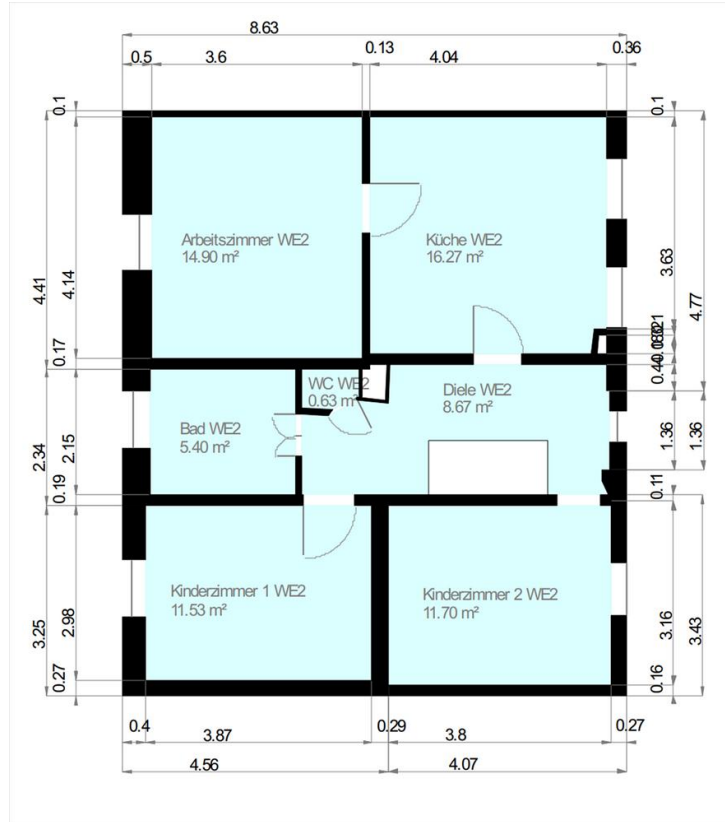 8.63
0.5
3.6
0.13
4.04
0.36
0.1
0.1
Arbeitszimmer WE2
14.90 m²
Küche WE2
16.27 m²
4.41
4.14
3.63
4.77
0.17
0.44
WC WE2
0.63 m²
Diele WE2
8.67 m²
Bad WE2
5.40 m²
2.34
2.15
1.36
1.36
0.19
0.11
Kinderzimmer 1 WE2
11.53 m²
Kinderzimmer 2 WE2
11.70 m²
3.25
2.98
3.16
3.43
0.27
0.16
0.4
3.87
0.29
3.8
0.27
4.56
4.07